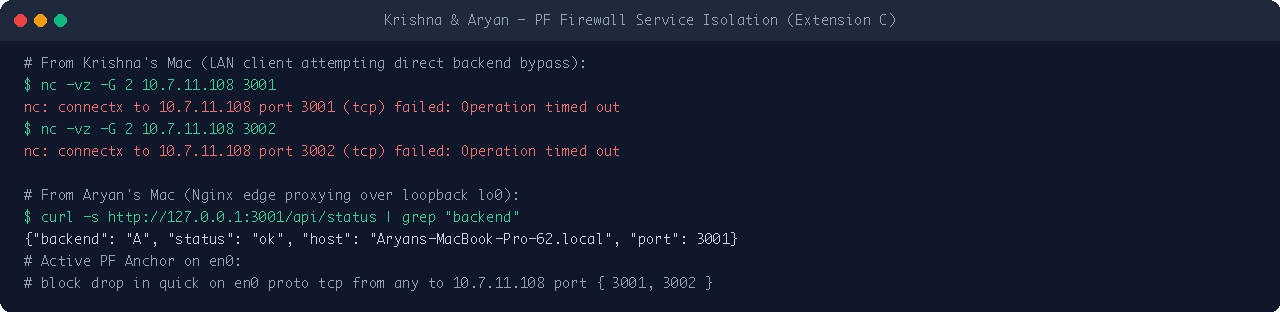 Krishna & Aryan - PF Firewall Service Isolation (Extension C)
# From Krishna's Mac (LAN client attempting direct backend bypass):
$ nc -vz -G 2 10.7.11.108 3001
nc: connectx to 10.7.11.108 port 3001 (tcp) failed: Operation timed out
$ nc -vz -G 2 10.7.11.108 3002
nc: connectx to 10.7.11.108 port 3002 (tcp) failed: Operation timed out
# From Aryan's Mac (Nginx edge proxying over loopback lo0):
$ curl -s http://127.0.0.1:3001/api/status | grep "backend"
{"backend": "A", "status": "ok", "host": "Aryans-MacBook-Pro-62.local", "port": 3001}
# Active PF Anchor on en0:
# block drop in quick on en0 proto tcp from any to 10.7.11.108 port { 3001, 3002 }